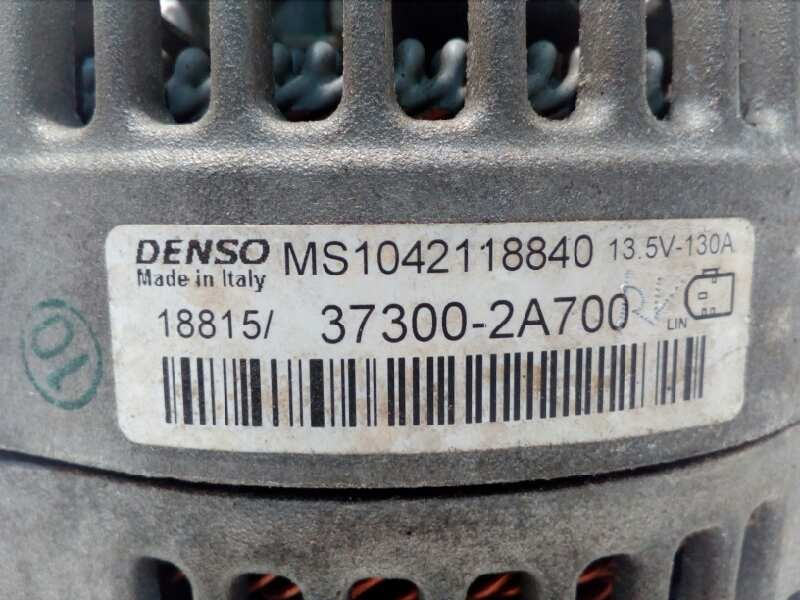 DENSO MS1042118840 13.5V-130A
Made in Italy
18815/ 37300-2A700
LIN
10